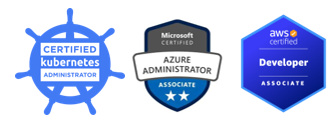 CERTIFIED
kubernetes
ADMINISTRATOR
Microsoft
CERTIFIED
AZURE
ADMINISTRATOR
ASSOCIATE
aws
certified
Developer
ASSOCIATE